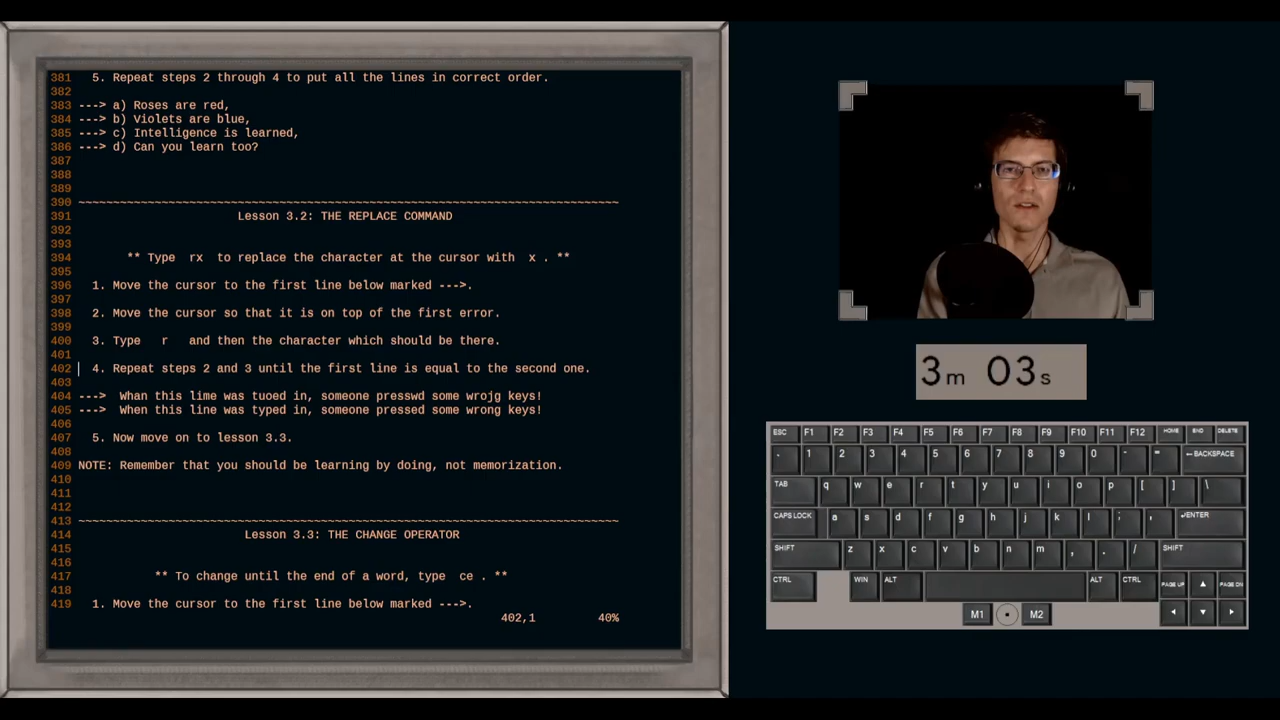 381   5. Repeat steps 2 through 4 to put all the lines in correct order.
382
383 ---> a) Roses are red,
384 ---> b) Violets are blue,
385 ---> c) Intelligence is learned,
386 ---> d) Can you learn too?
387
388
389
390 ~~~~~~~~~~~~~~~~~~~~~~~~~~~~~~~~~~~~~~~~~~~~~~~~~~~~~~~~~~~~~~~~~~~~~~~~~~~~~~
391                        Lesson 3.2: THE REPLACE COMMAND
392
393
394        ** Type  rx  to replace the character at the cursor with  x . **
395
396   1. Move the cursor to the first line below marked --->.
397
398   2. Move the cursor so that it is on top of the first error.
399
400   3. Type   r   and then the character which should be there.
401
402   4. Repeat steps 2 and 3 until the first line is equal to the second one.
403
404 --->  Whan this lime was tuoed in, someone presswd some wrojg keys!
405 --->  When this line was typed in, someone pressed some wrong keys!
406
407   5. Now move on to lesson 3.3.
408
409 NOTE: Remember that you should be learning by doing, not memorization.
410
411
412
413 ~~~~~~~~~~~~~~~~~~~~~~~~~~~~~~~~~~~~~~~~~~~~~~~~~~~~~~~~~~~~~~~~~~~~~~~~~~~~~~
414                         Lesson 3.3: THE CHANGE OPERATOR
415
416
417            ** To change until the end of a word, type  ce . **
418
419   1. Move the cursor to the first line below marked --->.
402,1         40%
3m 03s
ESC F1 F2 F3 F4 F5 F6 F7 F8 F9 F10 F11 F12 HOME END DELETE
1 2 3 4 5 6 7 8 9 0 - = ←BACKSPACE
TAB q w e r t y u i o p [ ] \
CAPS LOCK a s d f g h j k l ; ↵ENTER
SHIFT z x c v b n m , . / SHIFT
CTRL WIN ALT ALT CTRL PAGE UP ▲ PAGE DN
M1 M2 ◄ ▼ ►